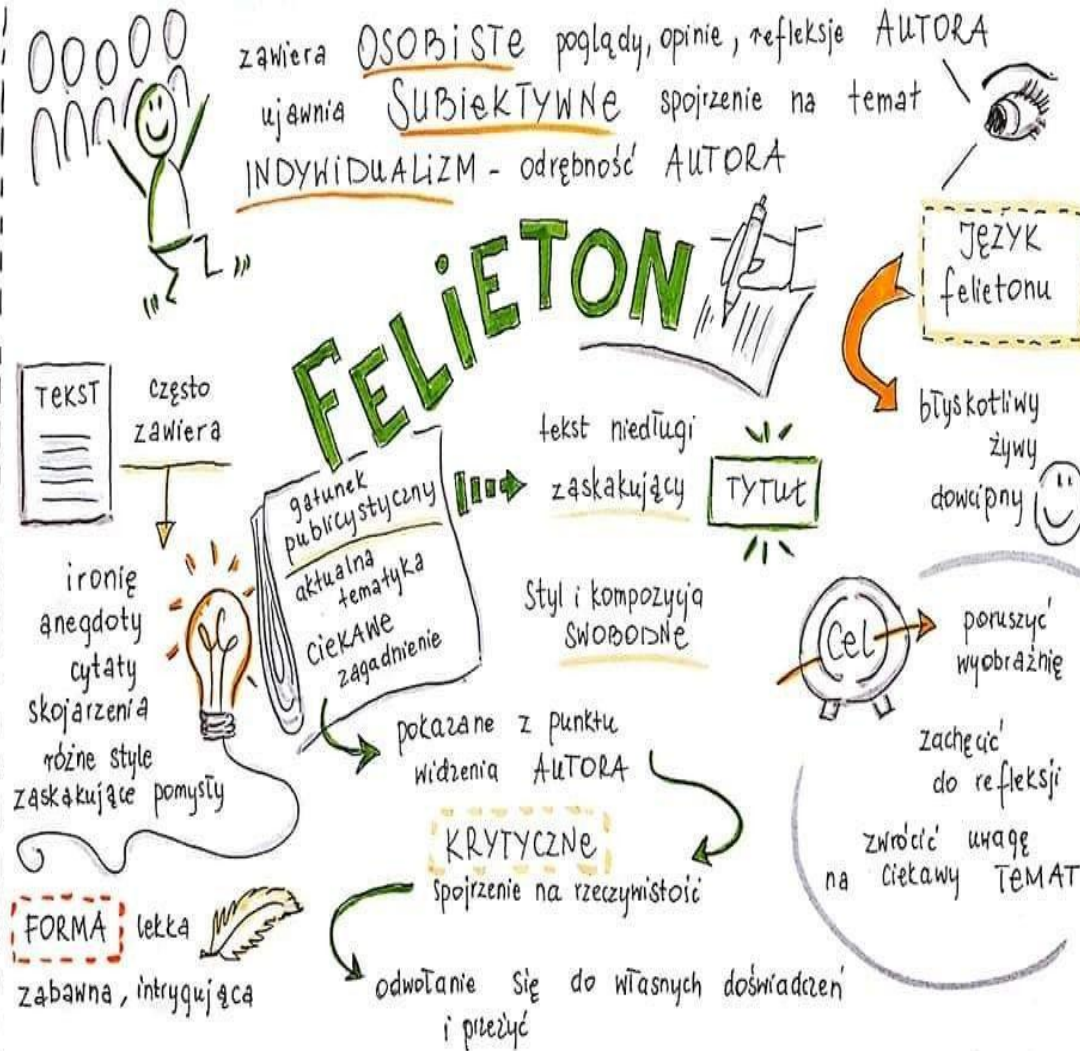 zawiera OSOBISTE poglądy, opinie, refleksje AUTORA
ujawnia SUBIEKTYWNE spojrzenie na temat
INDYWIDUALIZM - odrębność AUTORA
FELIETON
JĘZYK
felietonu
błyskotliwy
żywy
dowcipny
TEKST
często
zawiera
ironię
anegdoty
cytaty
skojarzenia
różne style
zaskakujące pomysły
gatunek
publicystyczny
aktualna
tematyka
CIEKAWE
zagadnienie
tekst niedługi
zaskakujący TYTUŁ
Styl i kompozycja
SWOBODNE
Cel
poruszyć
wyobraźnię
zachęcić
do refleksji
zwrócić uwagę
na ciekawy TEMAT
pokazane z punktu
widzenia AUTORA
KRYTYCZNE
spojrzenie na rzeczywistość
odwołanie się do własnych doświadczeń
i przeżyć
FORMA lekka
zabawna, intrygująca